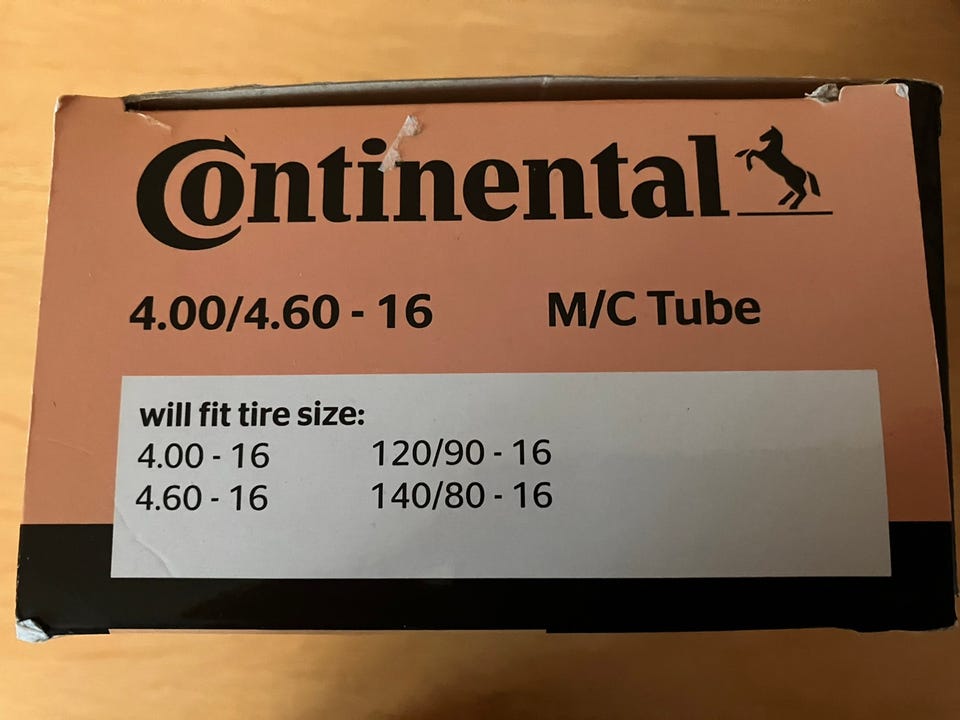 Continental
4.00/4.60 - 16 M/C Tube
will fit tire size:
4.00 - 16 120/90 - 16
4.60 - 16 140/80 - 16